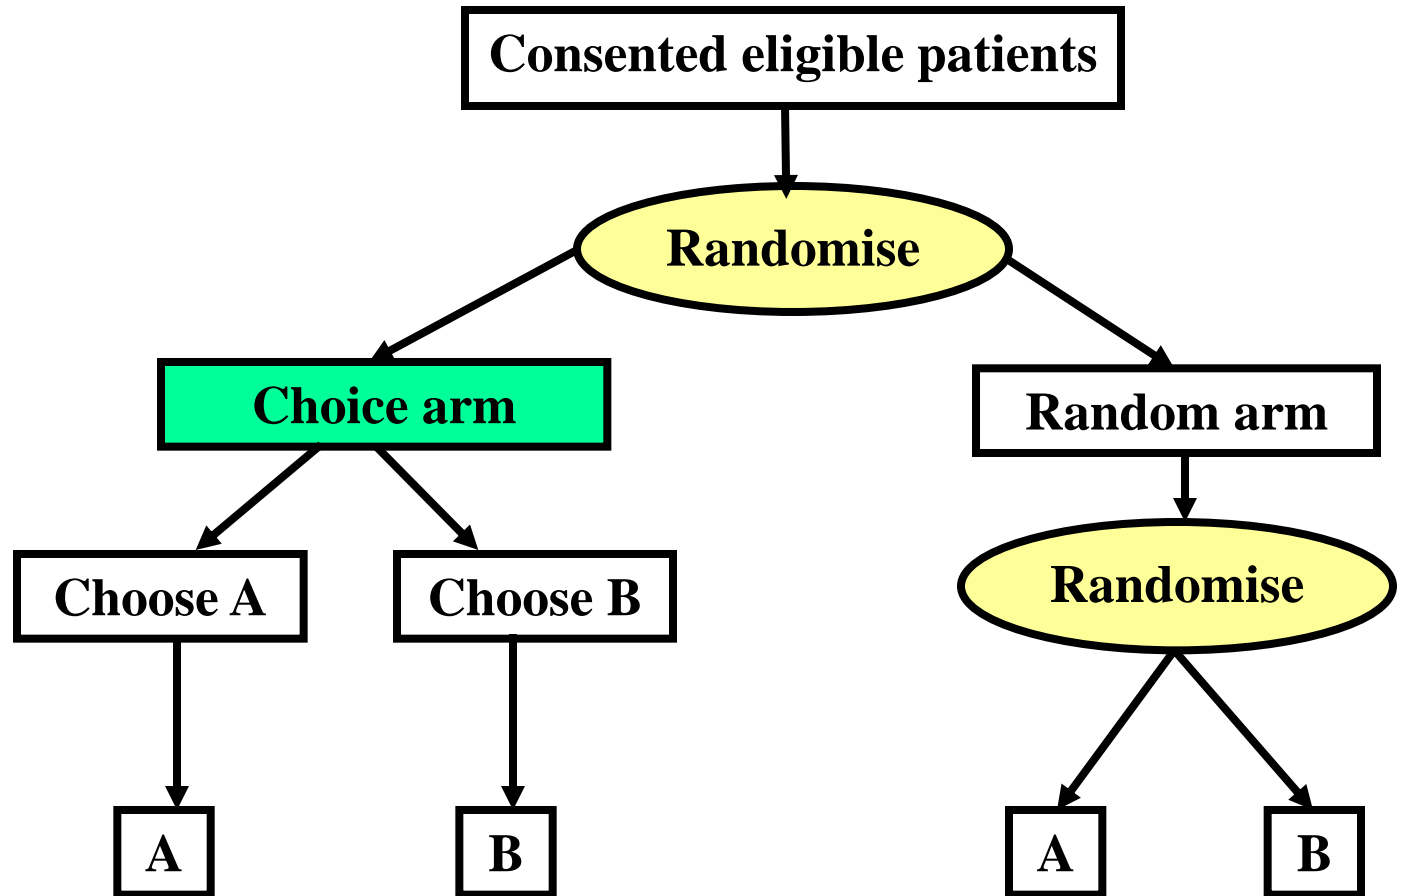 Consented eligible patients
Randomise
Choice arm
Random arm
Choose A
Choose B
Randomise
A
B
A
B